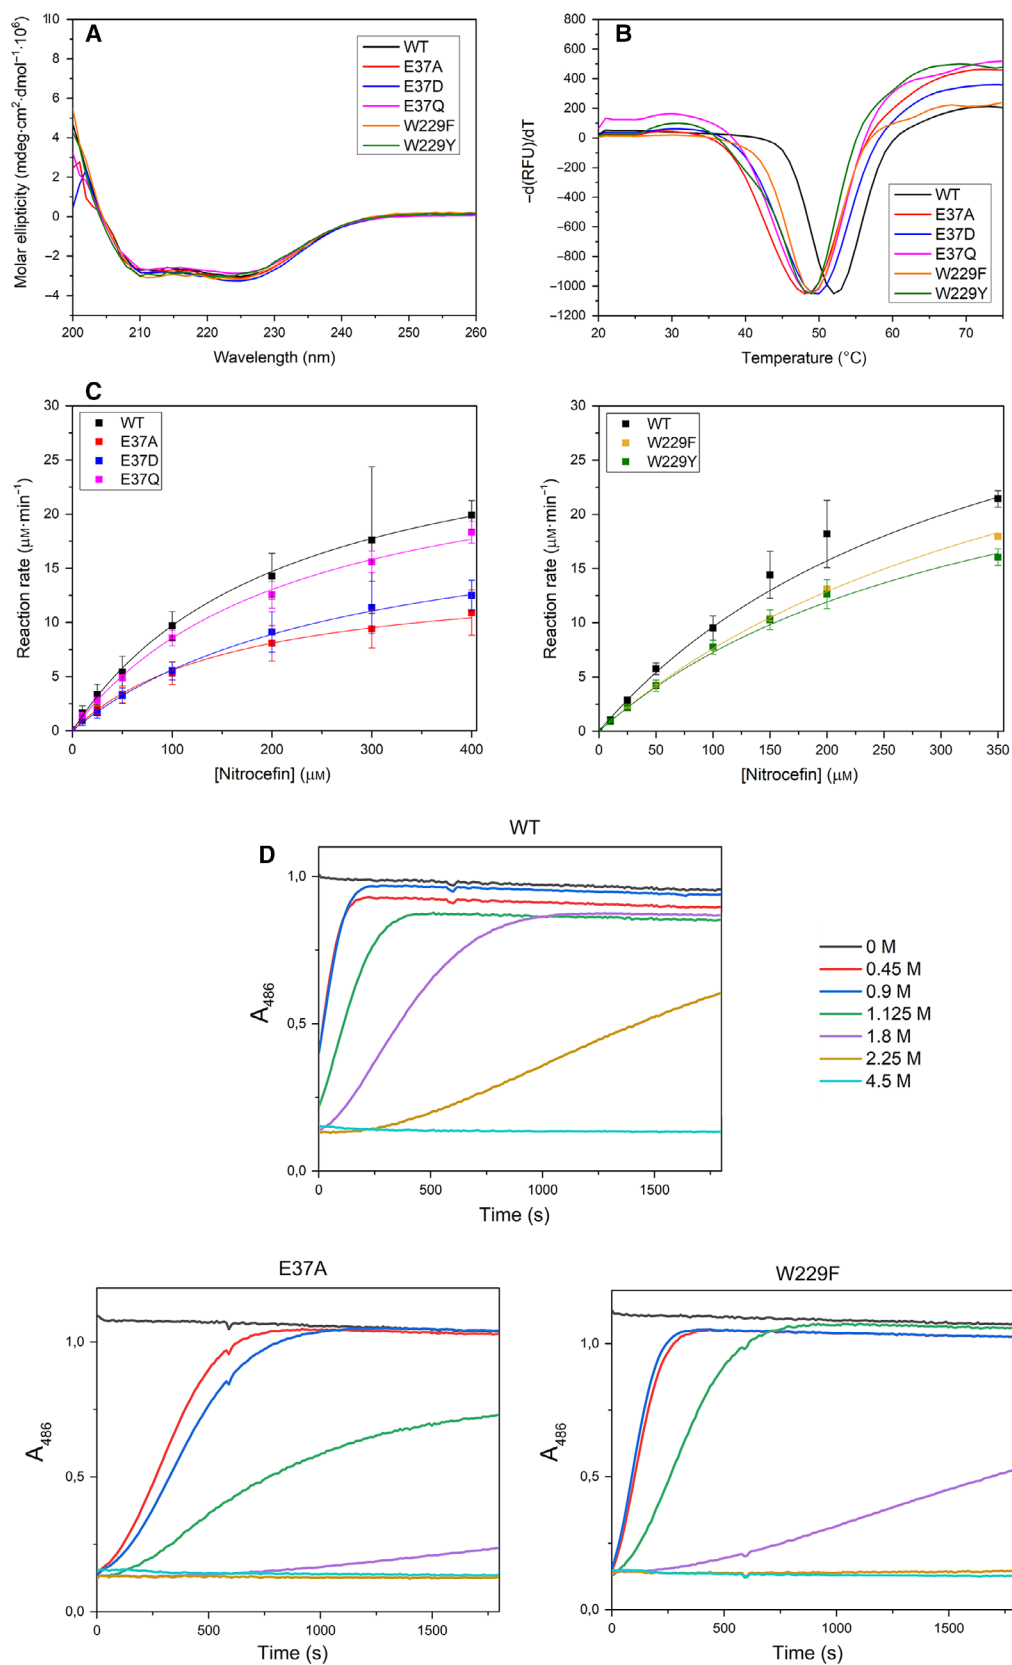 A
Molar ellipticity (mdeg·cm²·dmol⁻¹·10⁶)
10
8
6
4
2
0
−2
−4
200
210
220
230
240
250
260
Wavelength (nm)
WT
E37A
E37D
E37Q
W229F
W229Y
B
−d(RFU)/dT
800
600
400
200
0
−200
−400
−600
−800
−1000
−1200
20
30
40
50
60
70
Temperature (°C)
WT
E37A
E37D
E37Q
W229F
W229Y
C
Reaction rate (μM·min⁻¹)
30
25
20
15
10
5
0
0
100
200
300
400
[Nitrocefin] (μM)
WT
E37A
E37D
E37Q
Reaction rate (μM·min⁻¹)
30
25
20
15
10
5
0
0
50
100
150
200
250
300
350
[Nitrocefin] (μM)
WT
W229F
W229Y
D
WT
A₄₈₆
1,0
0,5
0,0
0
500
1000
1500
Time (s)
0 M
0.45 M
0.9 M
1.125 M
1.8 M
2.25 M
4.5 M
E37A
A₄₈₆
1,0
0,5
0,0
0
500
1000
1500
Time (s)
W229F
A₄₈₆
1,0
0,5
0,0
0
500
1000
1500
Time (s)